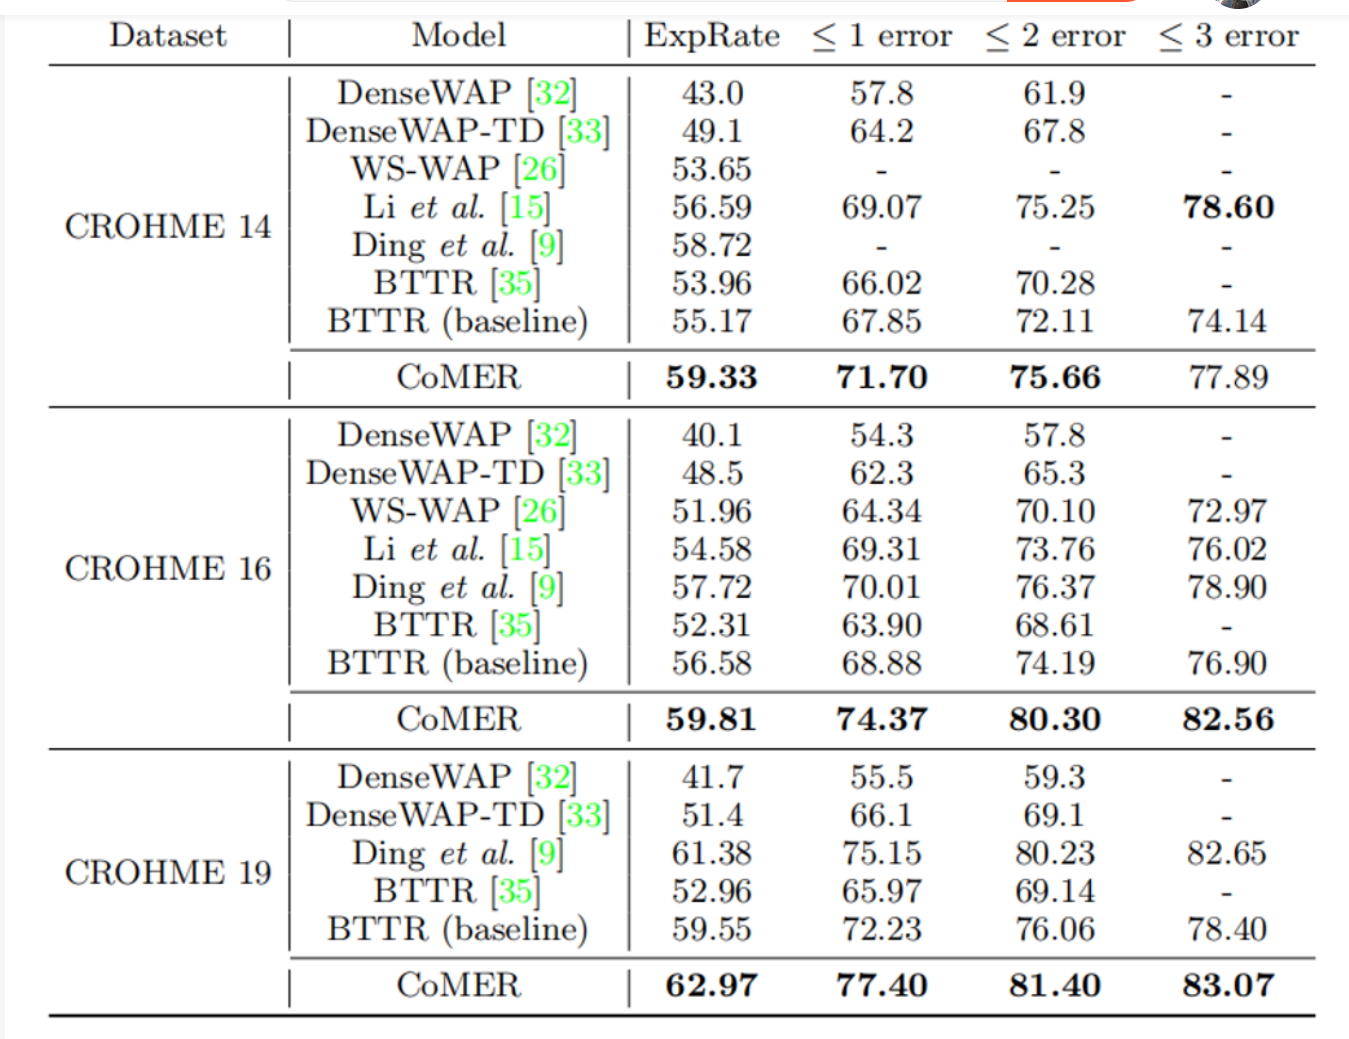 Dataset Model ExpRate ≤ 1 error ≤ 2 error ≤ 3 error
DenseWAP [32] 43.0 57.8 61.9 -
DenseWAP-TD [33] 49.1 64.2 67.8 -
WS-WAP [26] 53.65 - - -
Li et al. [15] 56.59 69.07 75.25 78.60
CROHME 14
Ding et al. [9] 58.72 - - -
BTTR [35] 53.96 66.02 70.28 -
BTTR (baseline) 55.17 67.85 72.11 74.14
CoMER 59.33 71.70 75.66 77.89
DenseWAP [32] 40.1 54.3 57.8 -
DenseWAP-TD [33] 48.5 62.3 65.3 -
WS-WAP [26] 51.96 64.34 70.10 72.97
Li et al. [15] 54.58 69.31 73.76 76.02
CROHME 16
Ding et al. [9] 57.72 70.01 76.37 78.90
BTTR [35] 52.31 63.90 68.61 -
BTTR (baseline) 56.58 68.88 74.19 76.90
CoMER 59.81 74.37 80.30 82.56
DenseWAP [32] 41.7 55.5 59.3 -
DenseWAP-TD [33] 51.4 66.1 69.1 -
Ding et al. [9] 61.38 75.15 80.23 82.65
CROHME 19
BTTR [35] 52.96 65.97 69.14 -
BTTR (baseline) 59.55 72.23 76.06 78.40
CoMER 62.97 77.40 81.40 83.07